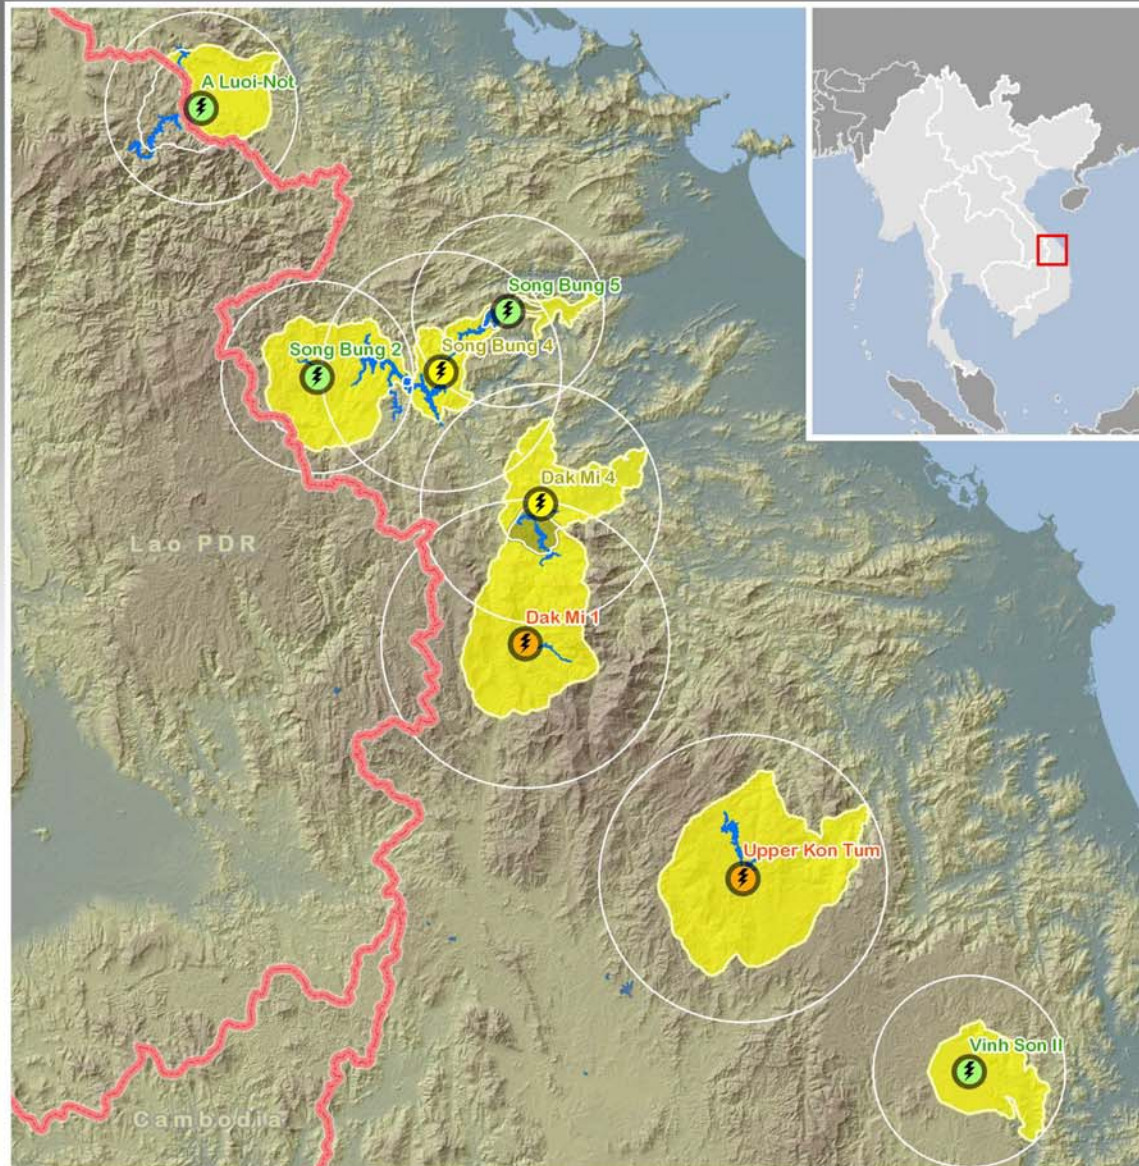 A Luoi-Not
Song Bung 5
Song Bung 4
Song Bung 2
Dak Mi 4
Lao PDR
Dak Mi 1
Upper Kon Tum
Vinh Son II
Cambodia